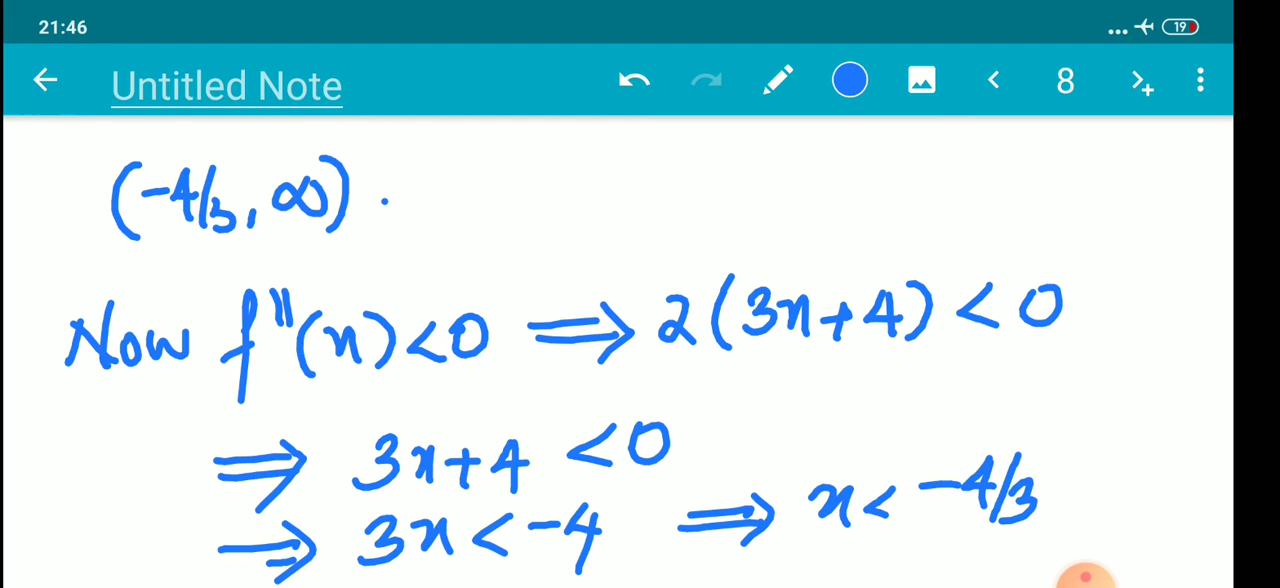 21:46 ... 19
Untitled Note 8
(-4/3, ∞).
Now f''(x) < 0 ⟹ 2(3x+4) < 0
⟹ 3x+4 < 0
⟹ 3x < -4 ⟹ x < -4/3